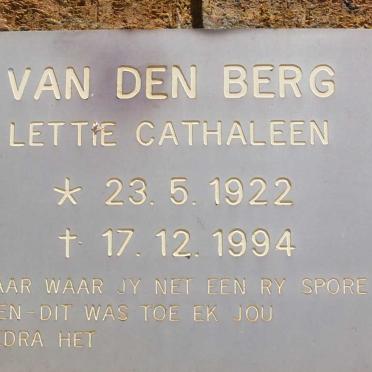 VAN DEN BERG
LETTIE CATHALEEN
* 23.5.1922
† 17.12.1994
AAR WAAR JY NET EEN RY SPORE
EN-DIT WAS TOE EK JOU
DRA HET